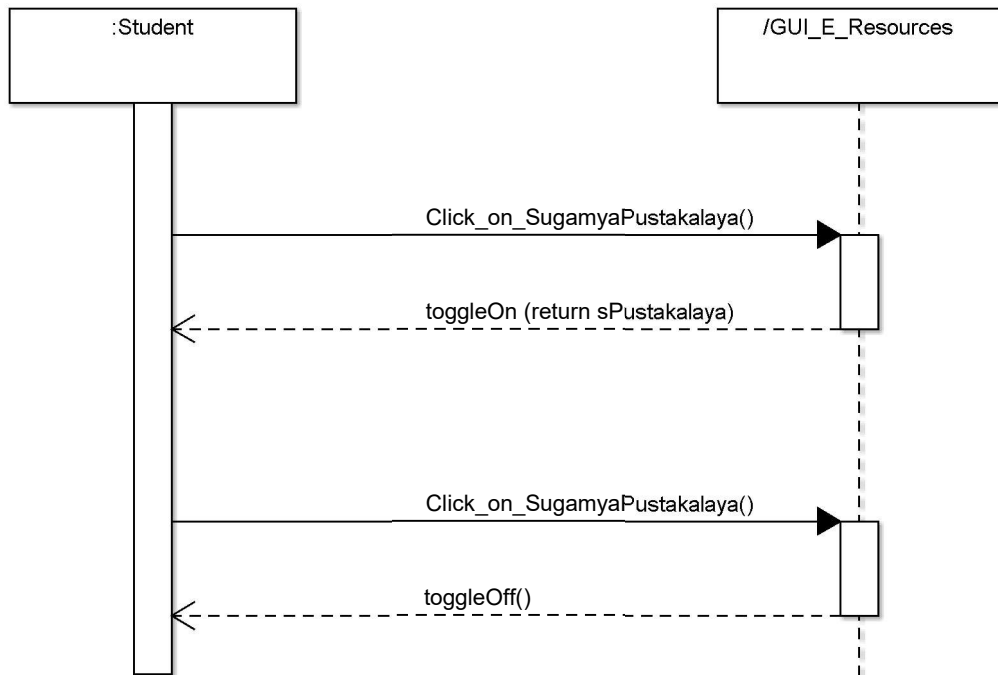 :Student
/GUI_E_Resources
Click_on_SugamyaPustakalaya()
toggleOn (return sPustakalaya)
Click_on_SugamyaPustakalaya()
toggleOff()